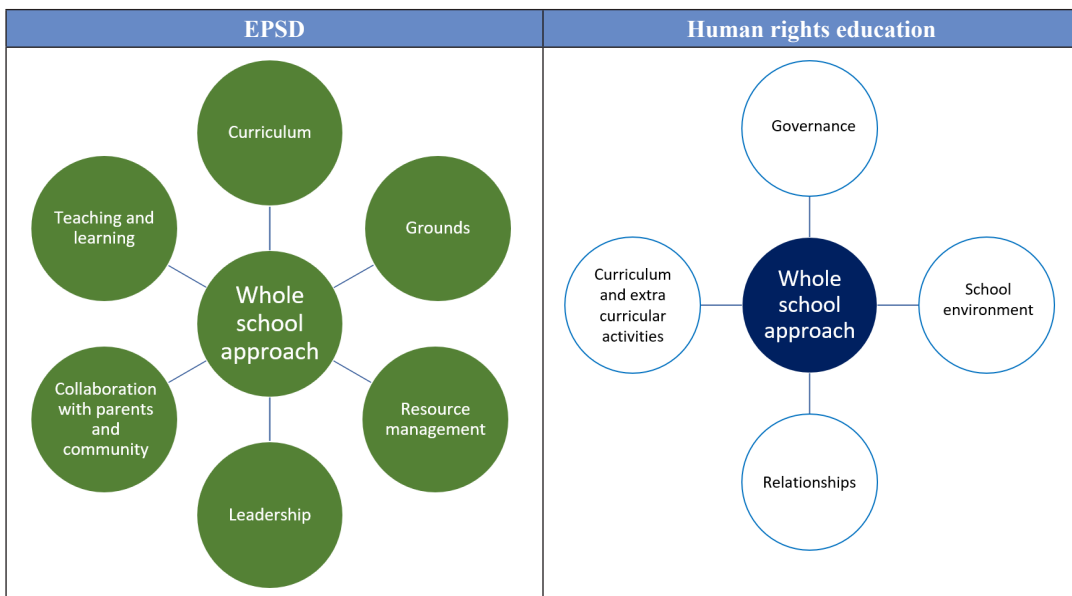 EPSD
Curriculum
Teaching and
learning
Grounds
Whole
school
approach
Collaboration
with parents
and
community
Resource
management
Leadership
Human rights education
Governance
Curriculum
and extra
curricular
activities
Whole
school
approach
School
environment
Relationships